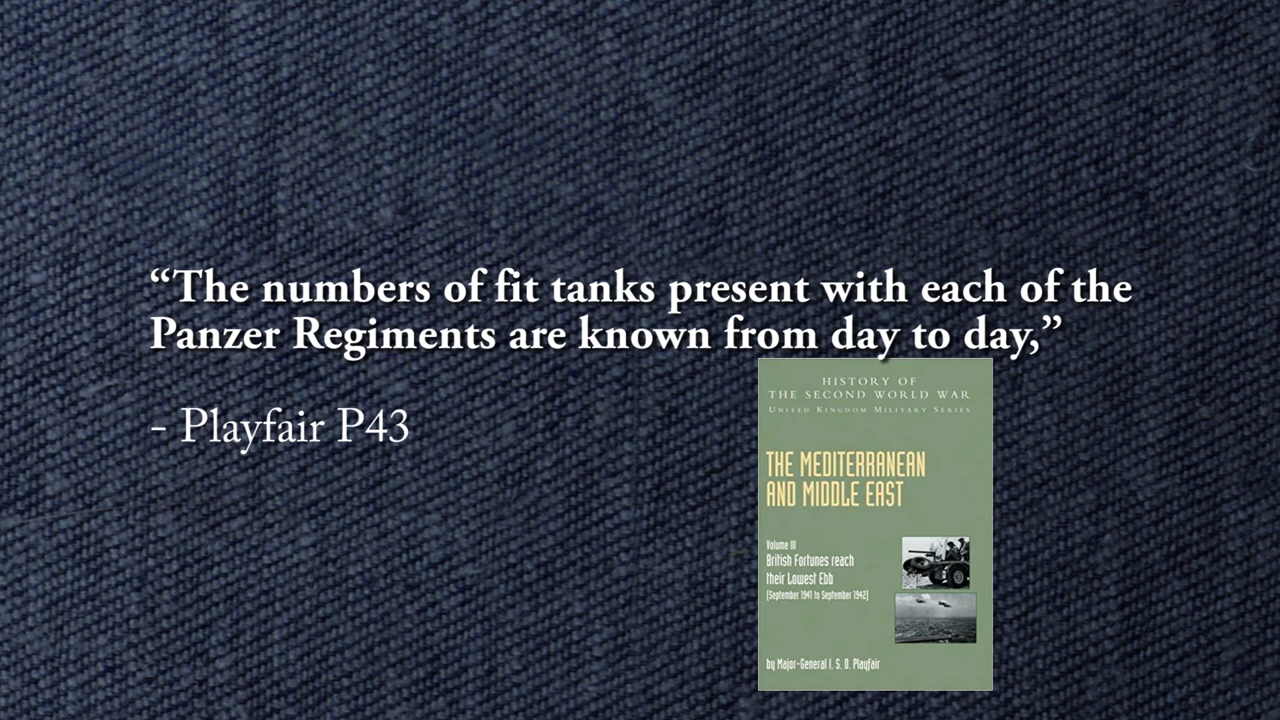 “The numbers of fit tanks present with each of the
Panzer Regiments are known from day to day,”
- Playfair P43
HISTORY OF
THE SECOND WORLD WAR
UNITED KINGDOM MILITARY SERIES
THE MEDITERRANEAN
AND MIDDLE EAST
Volume III
British Fortunes reach
their Lowest Ebb
(September 1941 to September 1942)
by Major-General I. S. O. Playfair